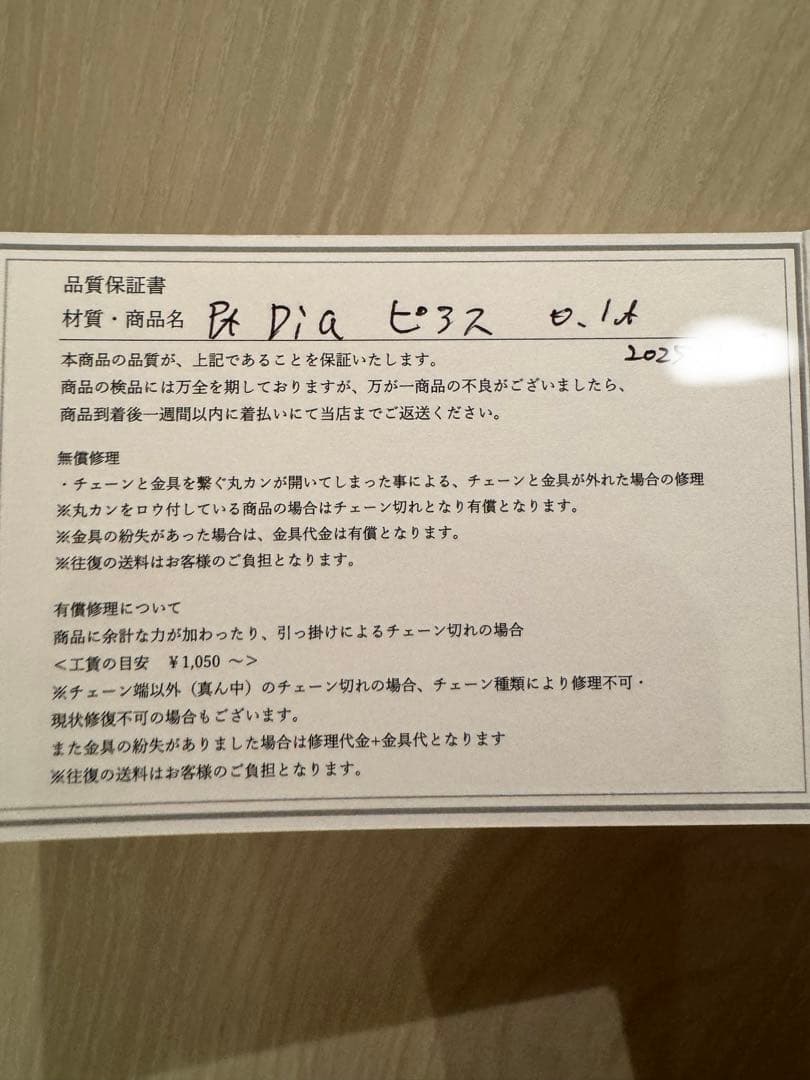 品質保証書
材質・商品名 Pt Dia ピアス 0.1ct
2025
本商品の品質が、上記であることを保証いたします。
商品の検品には万全を期しておりますが、万が一商品の不良がございましたら、
商品到着後一週間以内に着払いにて当店までご返送ください。
無償修理
・チェーンと金具を繋ぐ丸カンが開いてしまった事による、チェーンと金具が外れた場合の修理
※丸カンをロウ付している商品の場合はチェーン切れとなり有償となります。
※金具の紛失があった場合は、金具代金は有償となります。
※往復の送料はお客様のご負担となります。
有償修理について
商品に余計な力が加わったり、引っ掛けによるチェーン切れの場合
＜工賃の目安　¥1,050 ～＞
※チェーン端以外（真ん中）のチェーン切れの場合、チェーン種類により修理不可・
現状修復不可の場合もございます。
また金具の紛失がありました場合は修理代金+金具代となります
※往復の送料はお客様のご負担となります。